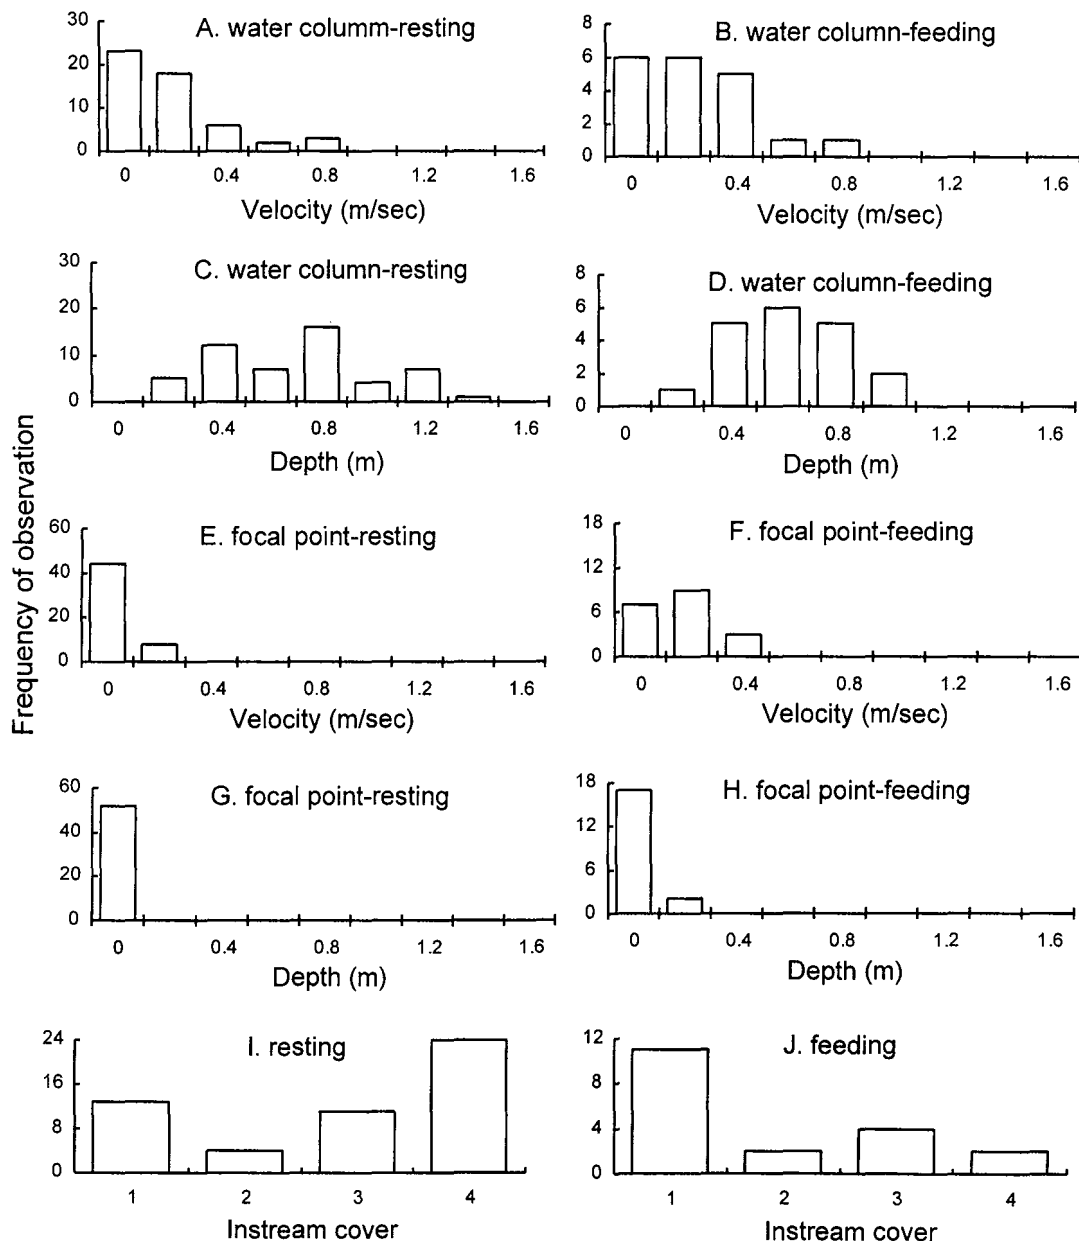 Frequency of observation
A. water columm-resting
30
20
10
0
0 0.4 0.8 1.2 1.6
Velocity (m/sec)
B. water column-feeding
8
6
4
2
0
0 0.4 0.8 1.2 1.6
Velocity (m/sec)
C. water column-resting
30
20
10
0
0 0.4 0.8 1.2 1.6
Depth (m)
D. water column-feeding
8
6
4
2
0
0 0.4 0.8 1.2 1.6
Depth (m)
E. focal point-resting
60
40
20
0
0 0.4 0.8 1.2 1.6
Velocity (m/sec)
F. focal point-feeding
18
12
6
0
0 0.4 0.8 1.2 1.6
Velocity (m/sec)
G. focal point-resting
60
40
20
0
0 0.4 0.8 1.2 1.6
Depth (m)
H. focal point-feeding
18
12
6
0
0 0.4 0.8 1.2 1.6
Depth (m)
I. resting
24
16
8
0
1 2 3 4
Instream cover
J. feeding
12
8
4
0
1 2 3 4
Instream cover